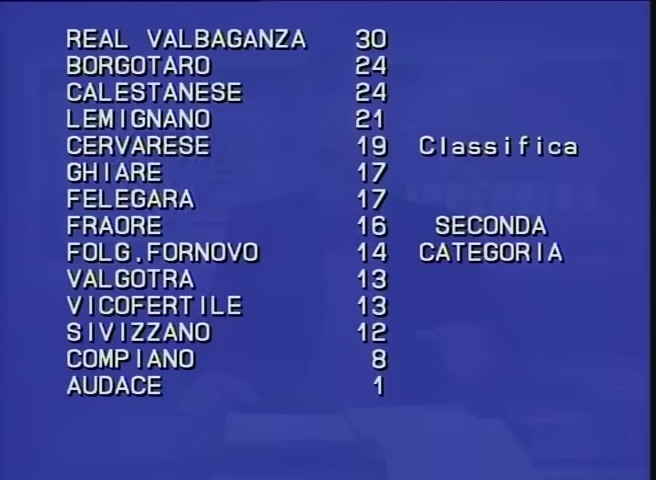 REAL VALBAGANZA 30
BORGOTARO 24
CALESTANESE 24
LEMIGNANO 21
CERVARESE 19 Classifica
GHIARE 17
FELEGARA 17
FRAORE 16 SECONDA
FOLG.FORNOVO 14 CATEGORIA
VALGOTRA 13
VICOFERTILE 13
SIVIZZANO 12
COMPIANO 8
AUDACE 1